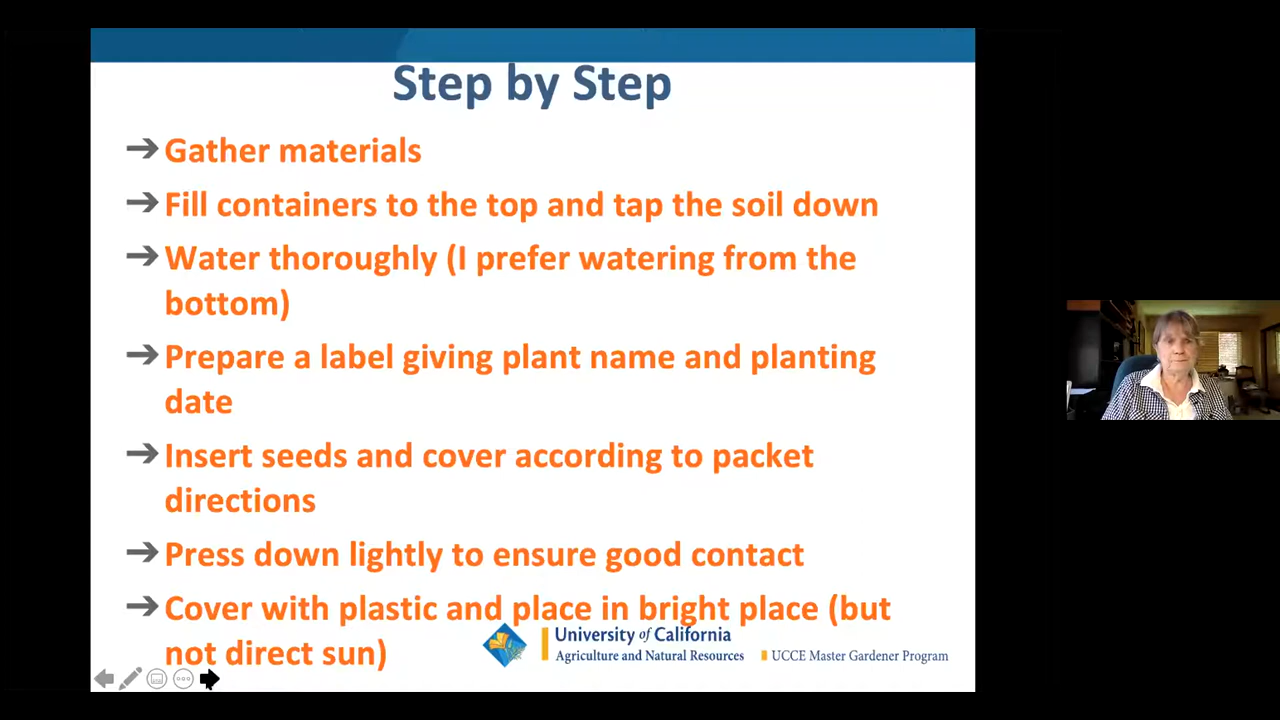 Step by Step
➔ Gather materials
➔ Fill containers to the top and tap the soil down
➔ Water thoroughly (I prefer watering from the
bottom)
➔ Prepare a label giving plant name and planting
date
➔ Insert seeds and cover according to packet
directions
➔ Press down lightly to ensure good contact
➔ Cover with plastic and place in bright place (but
not direct sun)
University of California
Agriculture and Natural Resources
UCCE Master Gardener Program